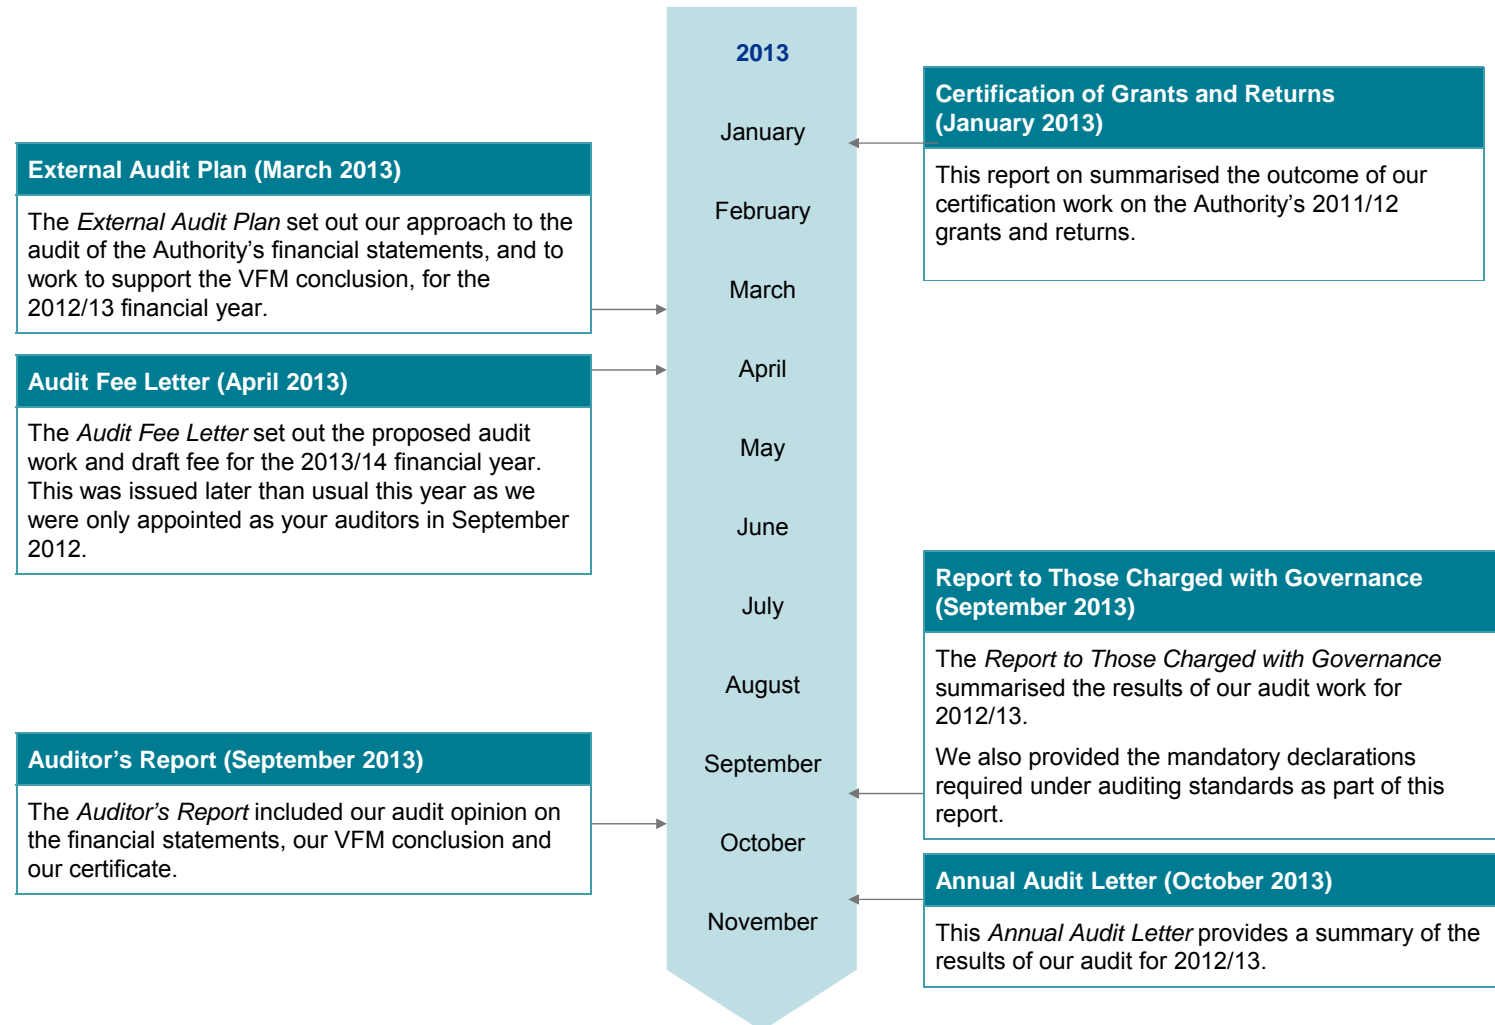 2013
January
February
March
April
May
June
July
August
September
October
November
External Audit Plan (March 2013)
The External Audit Plan set out our approach to the
audit of the Authority's financial statements, and to
work to support the VFM conclusion, for the
2012/13 financial year.
Audit Fee Letter (April 2013)
The Audit Fee Letter set out the proposed audit
work and draft fee for the 2013/14 financial year.
This was issued later than usual this year as we
were only appointed as your auditors in September
2012.
Auditor's Report (September 2013)
The Auditor's Report included our audit opinion on
the financial statements, our VFM conclusion and
our certificate.
Certification of Grants and Returns
(January 2013)
This report on summarised the outcome of our
certification work on the Authority's 2011/12
grants and returns.
Report to Those Charged with Governance
(September 2013)
The Report to Those Charged with Governance
summarised the results of our audit work for
2012/13.
We also provided the mandatory declarations
required under auditing standards as part of this
report.
Annual Audit Letter (October 2013)
This Annual Audit Letter provides a summary of the
results of our audit for 2012/13.